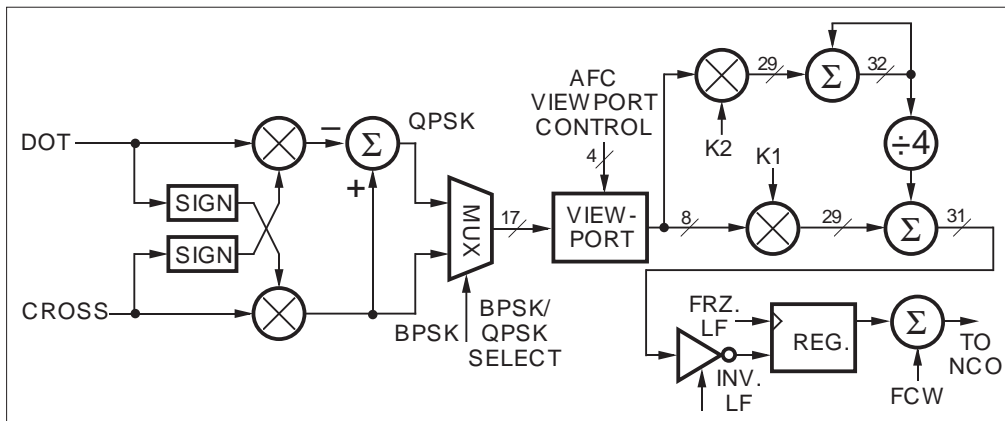 DOT
CROSS
SIGN
SIGN
−
+
Σ
QPSK
BPSK
MUX
BPSK/
QPSK
SELECT
17
AFC
VIEWPORT
CONTROL
4
VIEW-
PORT
8
K2
29
Σ
32
÷4
K1
29
Σ
31
FRZ.
LF
INV.
LF
REG.
Σ
FCW
TO
NCO